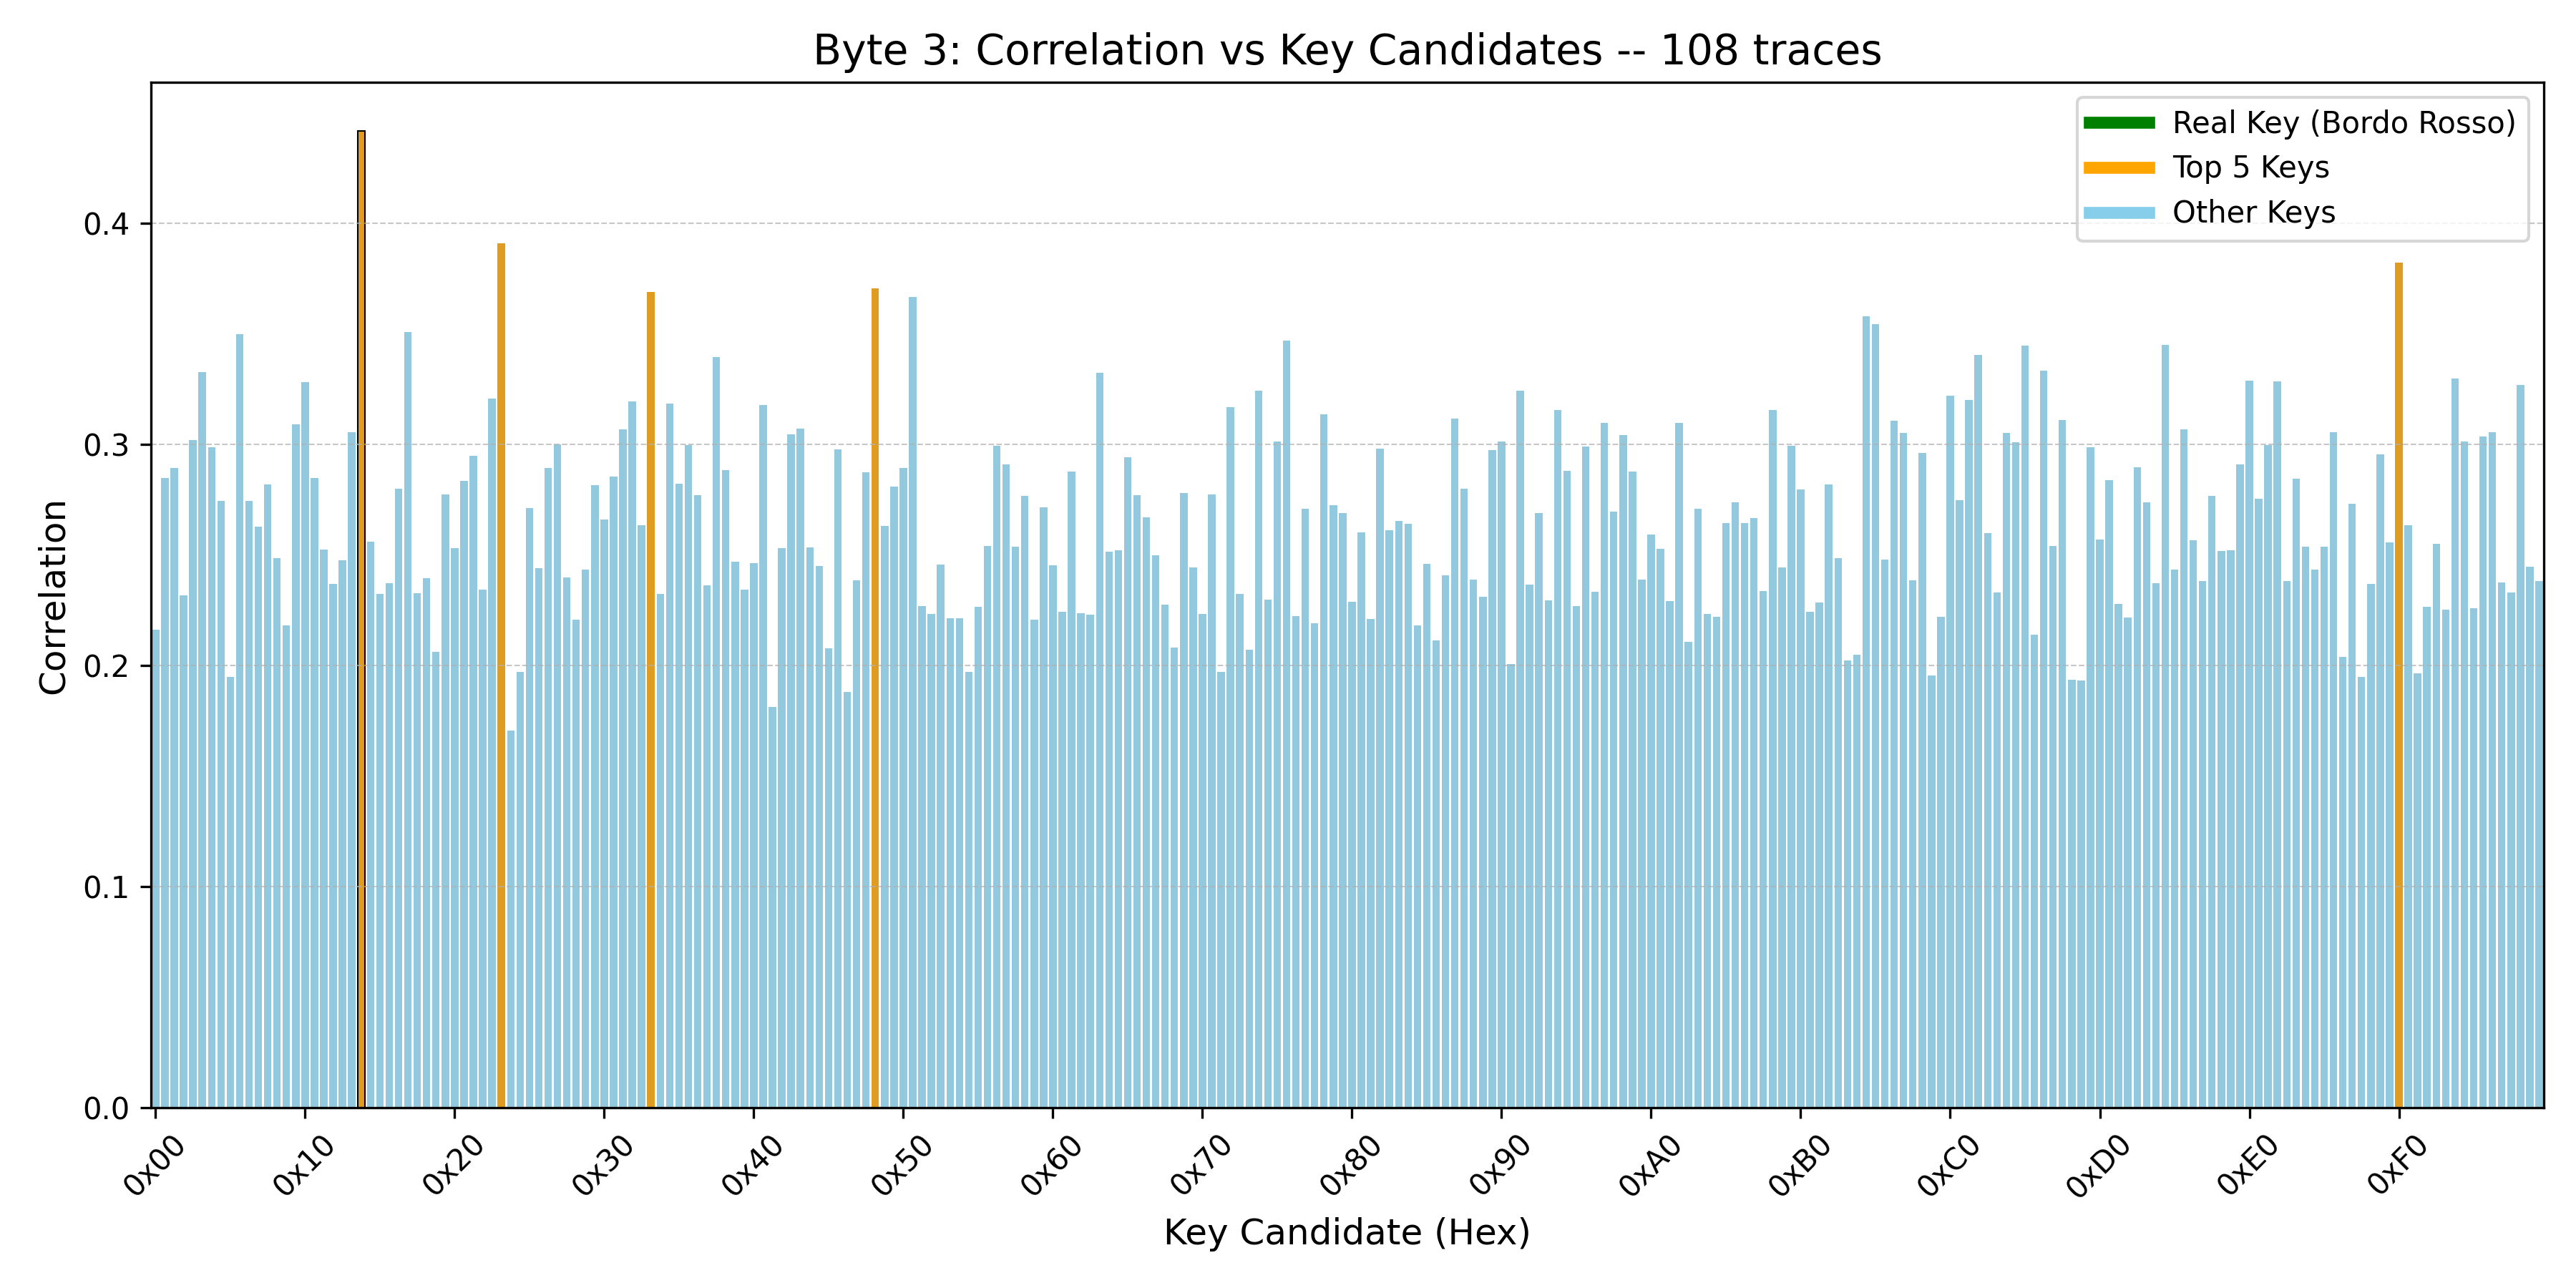 Byte 3: Correlation vs Key Candidates -- 108 traces
Real Key (Bordo Rosso)
Top 5 Keys
Other Keys
Correlation
0.4
0.3
0.2
0.1
0.0
0x00 0x10 0x20 0x30 0x40 0x50 0x60 0x70 0x80 0x90 0xA0 0xB0 0xC0 0xD0 0xE0 0xF0
Key Candidate (Hex)